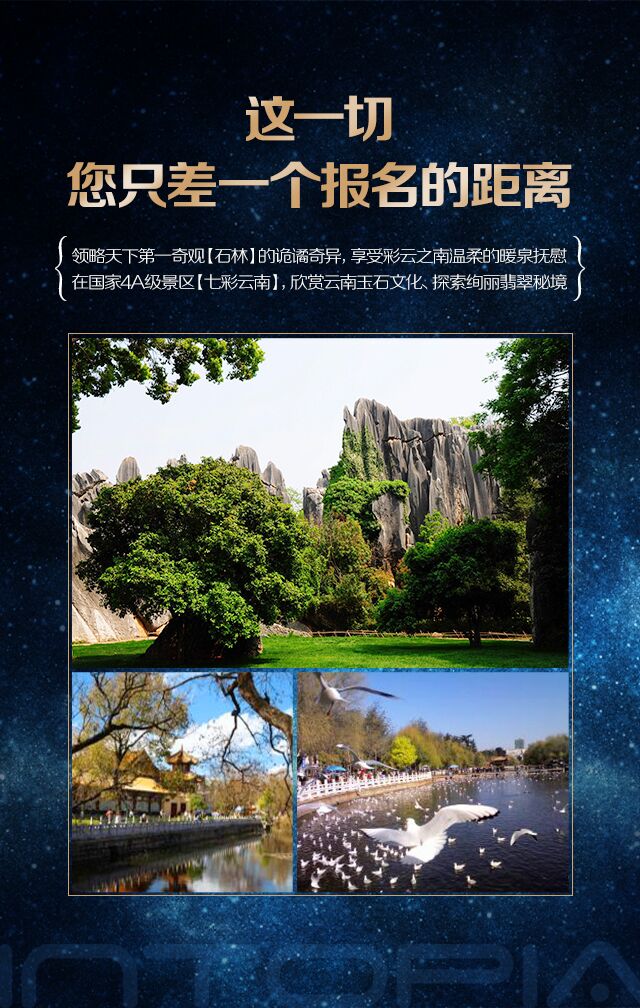 这一切
您只差一个报名的距离
领略天下第一奇观【石林】的诡谲奇异，享受彩云之南温柔的暖泉抚慰
在国家4A级景区【七彩云南】，欣赏云南玉石文化、探索绚丽翡翠秘境
INTOPIA